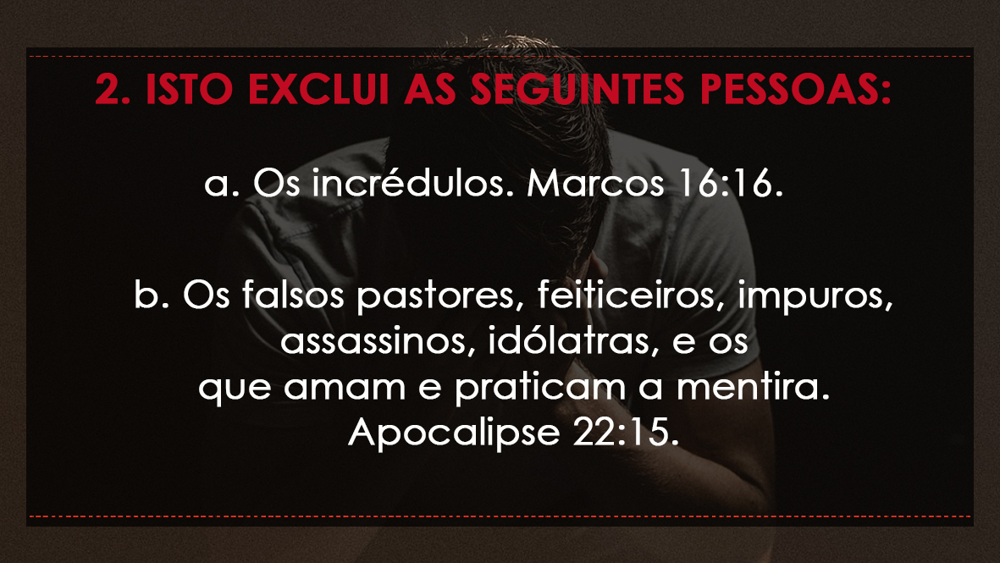 2. ISTO EXCLUI AS SEGUINTES PESSOAS:
a. Os incrédulos. Marcos 16:16.
b. Os falsos pastores, feiticeiros, impuros,
assassinos, idólatras, e os
que amam e praticam a mentira.
Apocalipse 22:15.